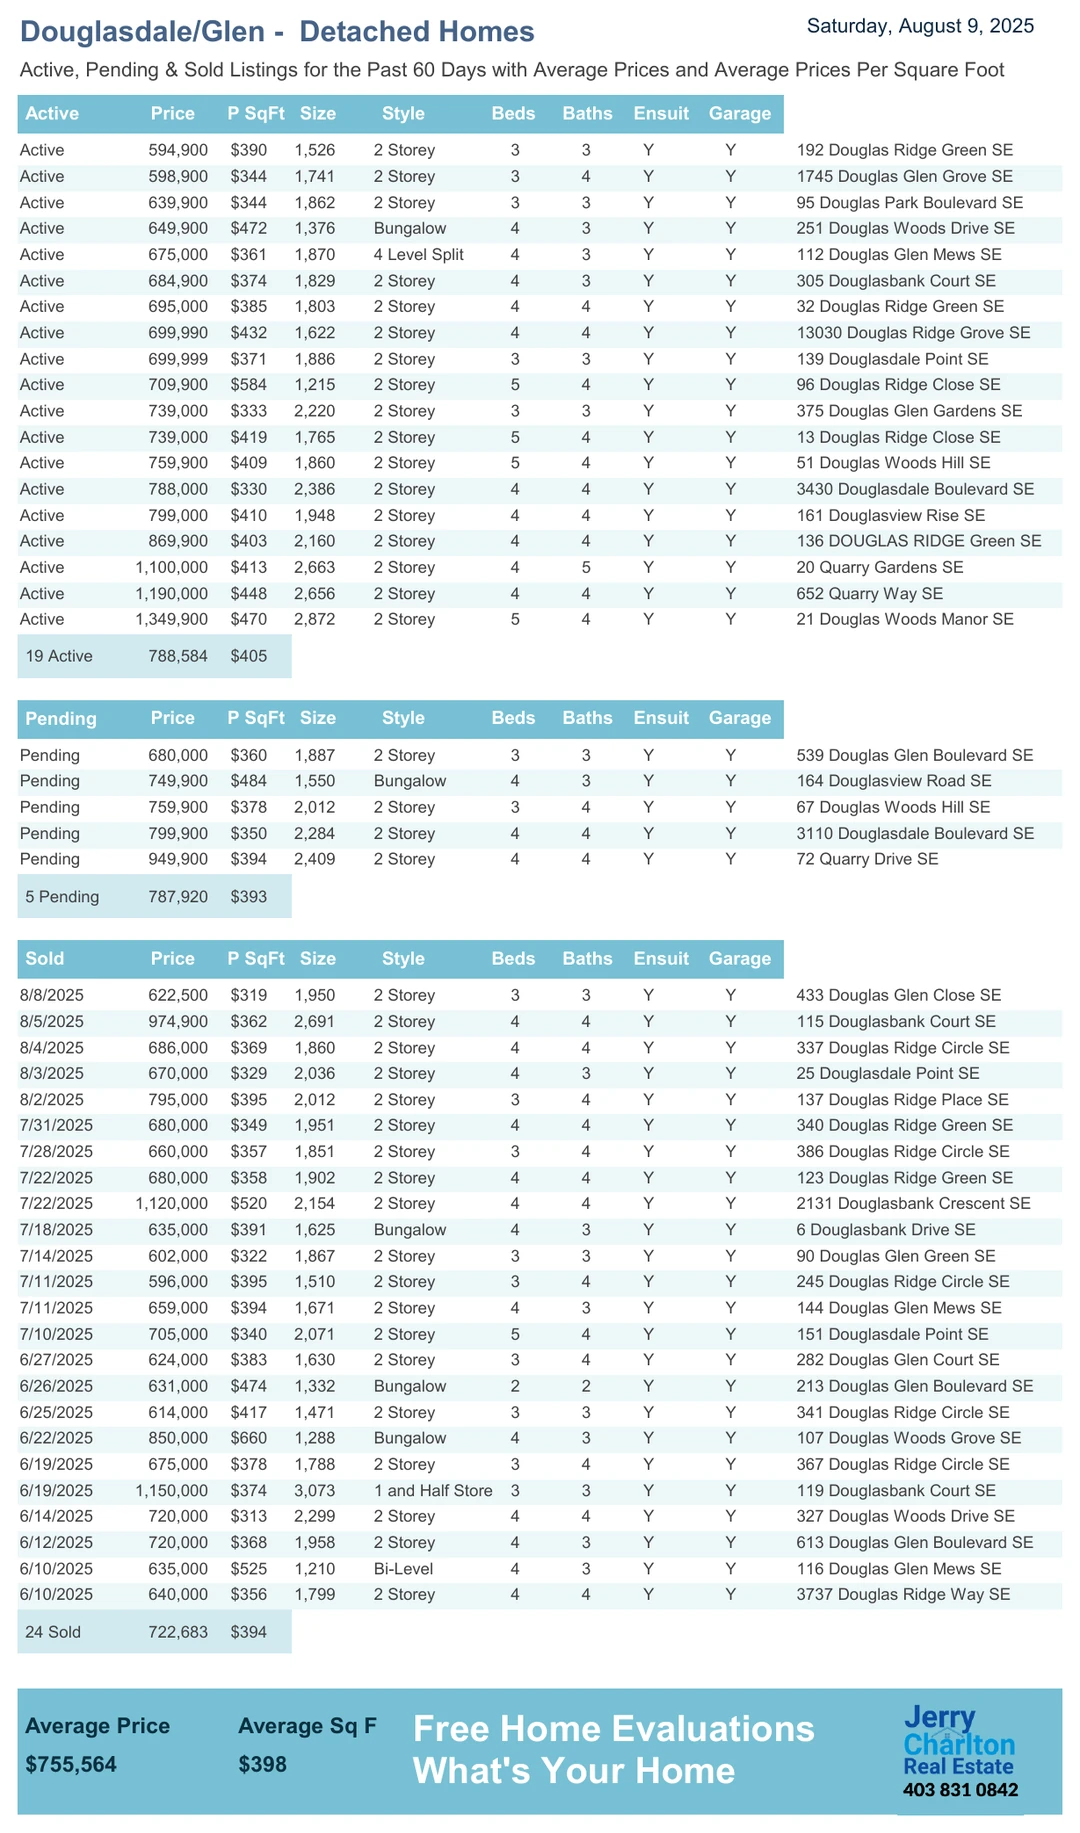 Douglasdale/Glen - Detached Homes Saturday, August 9, 2025
Active, Pending & Sold Listings for the Past 60 Days with Average Prices and Average Prices Per Square Foot
Active Price P SqFt Size Style Beds Baths Ensuit Garage
Active 594,900 $390 1,526 2 Storey 3 3 Y Y 192 Douglas Ridge Green SE
Active 598,900 $344 1,741 2 Storey 3 4 Y Y 1745 Douglas Glen Grove SE
Active 639,900 $344 1,862 2 Storey 3 3 Y Y 95 Douglas Park Boulevard SE
Active 649,900 $472 1,376 Bungalow 4 3 Y Y 251 Douglas Woods Drive SE
Active 675,000 $361 1,870 4 Level Split 4 3 Y Y 112 Douglas Glen Mews SE
Active 684,900 $374 1,829 2 Storey 4 3 Y Y 305 Douglasbank Court SE
Active 695,000 $385 1,803 2 Storey 4 4 Y Y 32 Douglas Ridge Green SE
Active 699,990 $432 1,622 2 Storey 4 4 Y Y 13030 Douglas Ridge Grove SE
Active 699,999 $371 1,886 2 Storey 3 3 Y Y 139 Douglasdale Point SE
Active 709,900 $584 1,215 2 Storey 5 4 Y Y 96 Douglas Ridge Close SE
Active 739,000 $333 2,220 2 Storey 3 3 Y Y 375 Douglas Glen Gardens SE
Active 739,000 $419 1,765 2 Storey 5 4 Y Y 13 Douglas Ridge Close SE
Active 759,900 $409 1,860 2 Storey 5 4 Y Y 51 Douglas Woods Hill SE
Active 788,000 $330 2,386 2 Storey 4 4 Y Y 3430 Douglasdale Boulevard SE
Active 799,000 $410 1,948 2 Storey 4 4 Y Y 161 Douglasview Rise SE
Active 869,900 $403 2,160 2 Storey 4 4 Y Y 136 DOUGLAS RIDGE Green SE
Active 1,100,000 $413 2,663 2 Storey 4 5 Y Y 20 Quarry Gardens SE
Active 1,190,000 $448 2,656 2 Storey 4 4 Y Y 652 Quarry Way SE
Active 1,349,900 $470 2,872 2 Storey 5 4 Y Y 21 Douglas Woods Manor SE
19 Active 788,584 $405
Pending Price P SqFt Size Style Beds Baths Ensuit Garage
Pending 680,000 $360 1,887 2 Storey 3 3 Y Y 539 Douglas Glen Boulevard SE
Pending 749,900 $484 1,550 Bungalow 4 3 Y Y 164 Douglasview Road SE
Pending 759,900 $378 2,012 2 Storey 3 4 Y Y 67 Douglas Woods Hill SE
Pending 799,900 $350 2,284 2 Storey 4 4 Y Y 3110 Douglasdale Boulevard SE
Pending 949,900 $394 2,409 2 Storey 4 4 Y Y 72 Quarry Drive SE
5 Pending 787,920 $393
Sold Price P SqFt Size Style Beds Baths Ensuit Garage
8/8/2025 622,500 $319 1,950 2 Storey 3 3 Y Y 433 Douglas Glen Close SE
8/5/2025 974,900 $362 2,691 2 Storey 4 4 Y Y 115 Douglasbank Court SE
8/4/2025 686,000 $369 1,860 2 Storey 4 4 Y Y 337 Douglas Ridge Circle SE
8/3/2025 670,000 $329 2,036 2 Storey 4 3 Y Y 25 Douglasdale Point SE
8/2/2025 795,000 $395 2,012 2 Storey 3 4 Y Y 137 Douglas Ridge Place SE
7/31/2025 680,000 $349 1,951 2 Storey 4 4 Y Y 340 Douglas Ridge Green SE
7/28/2025 660,000 $357 1,851 2 Storey 3 4 Y Y 386 Douglas Ridge Circle SE
7/22/2025 680,000 $358 1,902 2 Storey 4 4 Y Y 123 Douglas Ridge Green SE
7/22/2025 1,120,000 $520 2,154 2 Storey 4 4 Y Y 2131 Douglasbank Crescent SE
7/18/2025 635,000 $391 1,625 Bungalow 4 3 Y Y 6 Douglasbank Drive SE
7/14/2025 602,000 $322 1,867 2 Storey 3 3 Y Y 90 Douglas Glen Green SE
7/11/2025 596,000 $395 1,510 2 Storey 3 4 Y Y 245 Douglas Ridge Circle SE
7/11/2025 659,000 $394 1,671 2 Storey 4 3 Y Y 144 Douglas Glen Mews SE
7/10/2025 705,000 $340 2,071 2 Storey 5 4 Y Y 151 Douglasdale Point SE
6/27/2025 624,000 $383 1,630 2 Storey 3 4 Y Y 282 Douglas Glen Court SE
6/26/2025 631,000 $474 1,332 Bungalow 2 2 Y Y 213 Douglas Glen Boulevard SE
6/25/2025 614,000 $417 1,471 2 Storey 3 3 Y Y 341 Douglas Ridge Circle SE
6/22/2025 850,000 $660 1,288 Bungalow 4 3 Y Y 107 Douglas Woods Grove SE
6/19/2025 675,000 $378 1,788 2 Storey 3 4 Y Y 367 Douglas Ridge Circle SE
6/19/2025 1,150,000 $374 3,073 1 and Half Store 3 3 Y Y 119 Douglasbank Court SE
6/14/2025 720,000 $313 2,299 2 Storey 4 4 Y Y 327 Douglas Woods Drive SE
6/12/2025 720,000 $368 1,958 2 Storey 4 3 Y Y 613 Douglas Glen Boulevard SE
6/10/2025 635,000 $525 1,210 Bi-Level 4 3 Y Y 116 Douglas Glen Mews SE
6/10/2025 640,000 $356 1,799 2 Storey 4 4 Y Y 3737 Douglas Ridge Way SE
24 Sold 722,683 $394
Average Price Average Sq F
$755,564 $398
Free Home Evaluations
What's Your Home
Jerry
Charlton
Real Estate
403 831 0842